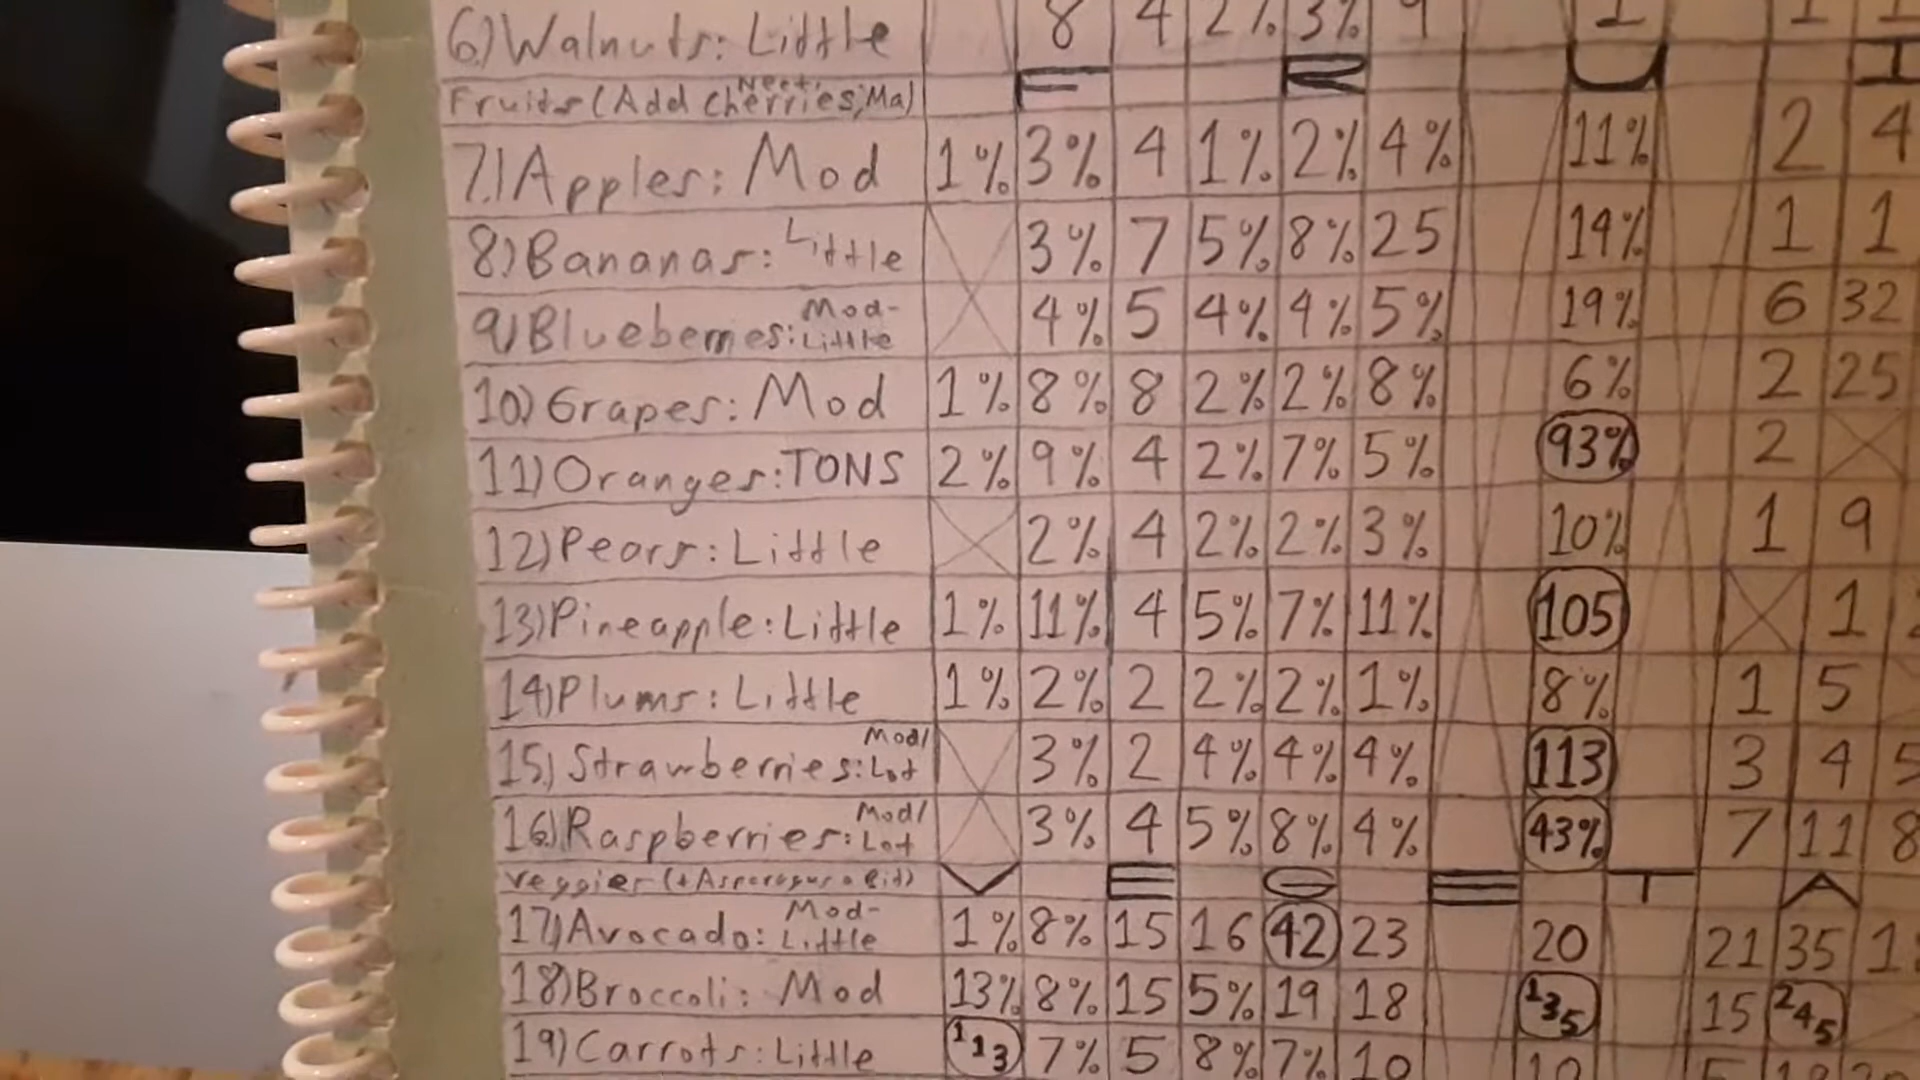 6) Walnuts: Little 8 4 2% 3% 9 1 1 1
Fruits (Add Cherries, Nect, Ma) F R U I
7.) Apples: Mod 1% 3% 4 1% 2% 4% 11% 2 4
8) Bananas: Little 3% 7 5% 8% 25 14% 1 1
9) Blueberries: Mod-Little 4% 5 4% 4% 5% 19% 6 32
10) Grapes: Mod 1% 8% 8 2% 2% 8% 6% 2 25
11) Oranges: TONS 2% 9% 4 2% 7% 5% 93% 2
12) Pears: Little 2% 4 2% 2% 3% 10% 1 9
13) Pineapple: Little 1% 11% 4 5% 7% 11% 105 1
14) Plums: Little 1% 2% 2 2% 2% 1% 8% 1 5
15) Strawberries: Mod/Lot 3% 2 4% 4% 4% 113 3 4 5
16) Raspberries: Mod/Lot 3% 4 5% 8% 4% 43% 7 11 8
Veggies (+Asparagus a Bit) V E G E T A
17) Avocado: Mod-Little 1% 8% 15 16 42 23 20 21 35
18) Broccoli: Mod 13% 8% 15 5% 19 18 135 15 245
19) Carrots: Little 113 7% 5 8% 7% 10